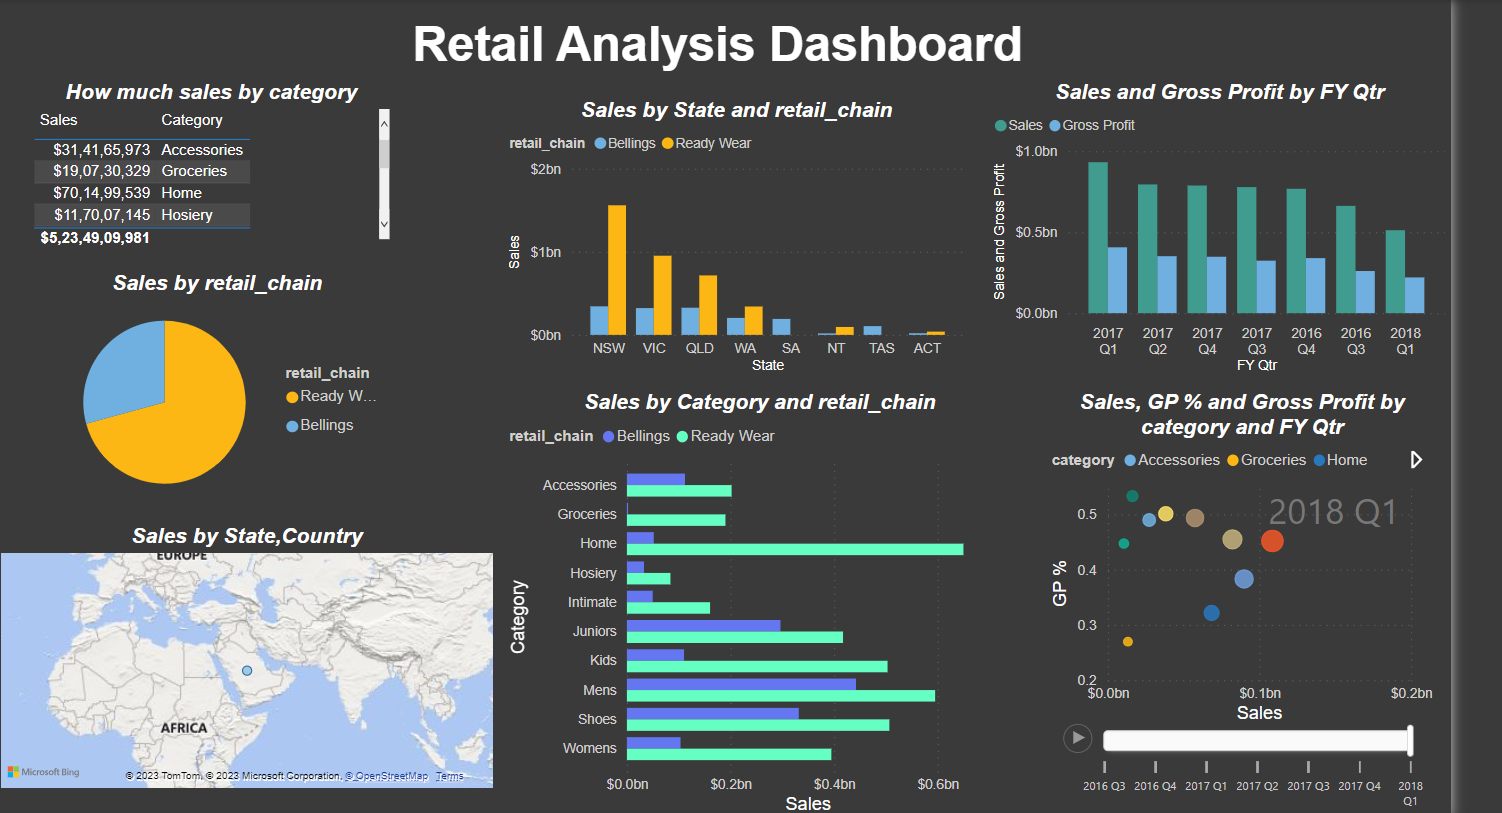 Retail Analysis Dashboard
How much sales by category
Sales Category
$31,41,65,973 Accessories
$19,07,30,329 Groceries
$70,14,99,539 Home
$11,70,07,145 Hosiery
$5,23,49,09,981
Sales by retail_chain
retail_chain
Ready W...
Bellings
Sales by State,Country
EUROPE
AFRICA
Microsoft Bing
© 2023 TomTom, © 2023 Microsoft Corporation, © OpenStreetMap Terms
Sales by State and retail_chain
retail_chain Bellings Ready Wear
$2bn
$1bn
$0bn
Sales
NSW VIC QLD WA SA NT TAS ACT
State
Sales by Category and retail_chain
retail_chain Bellings Ready Wear
Category
Accessories
Groceries
Home
Hosiery
Intimate
Juniors
Kids
Mens
Shoes
Womens
$0.0bn $0.2bn $0.4bn $0.6bn
Sales
Sales and Gross Profit by FY Qtr
Sales Gross Profit
Sales and Gross Profit
$1.0bn
$0.5bn
$0.0bn
2017 2017 2017 2017 2016 2016 2018
Q1 Q2 Q4 Q3 Q4 Q3 Q1
FY Qtr
Sales, GP % and Gross Profit by
category and FY Qtr
category Accessories Groceries Home
2018 Q1
GP %
0.5
0.4
0.3
0.2
$0.0bn $0.1bn $0.2bn
Sales
2016 Q3 2016 Q4 2017 Q1 2017 Q2 2017 Q3 2017 Q4 2018
Q1